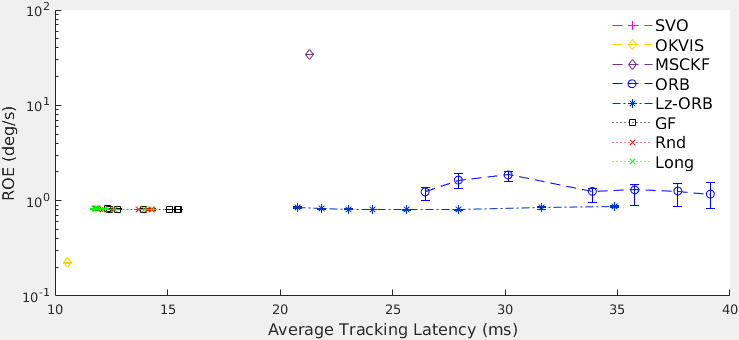 10^2
10^1
10^0
10^-1
ROE (deg/s)
SVO
OKVIS
MSCKF
ORB
Lz-ORB
GF
Rnd
Long
10 15 20 25 30 35 40
Average Tracking Latency (ms)